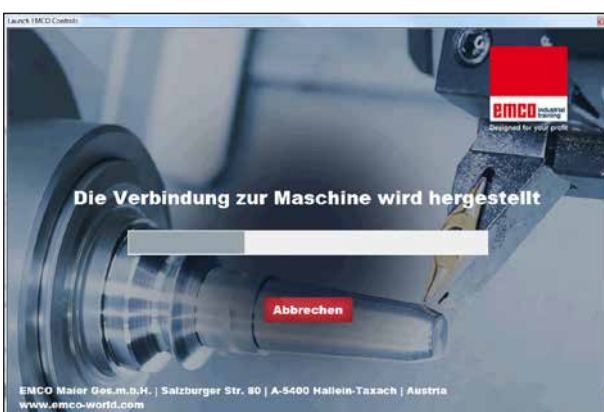 Launch EMCO Controls
emco industrial
training
Designed for your profit
Die Verbindung zur Maschine wird hergestellt
Abbrechen
EMCO Maier Ges.m.b.H. | Salzburger Str. 80 | A-5400 Hallein-Taxach | Austria
www.emco-world.com